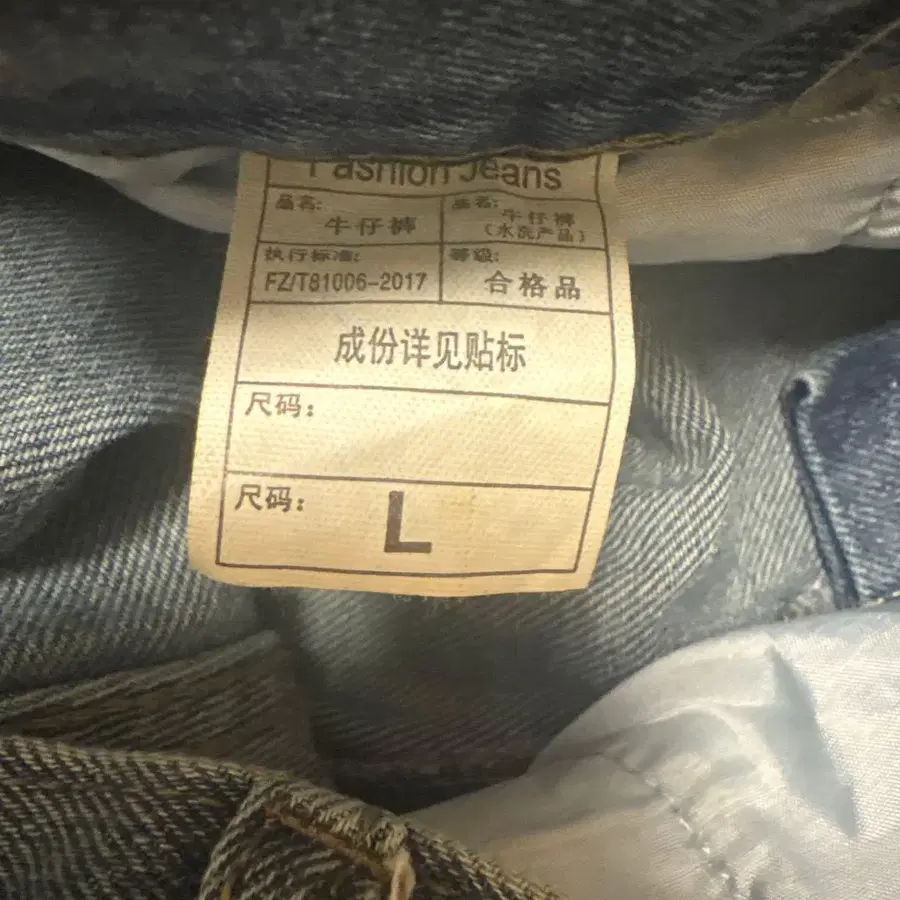 Fashion Jeans
品名:
牛仔裤
品名:
牛仔裤
(水洗产品)
执行标准:
FZ/T81006-2017
等级:
合格品
成份详见贴标
尺码:
尺码:
L